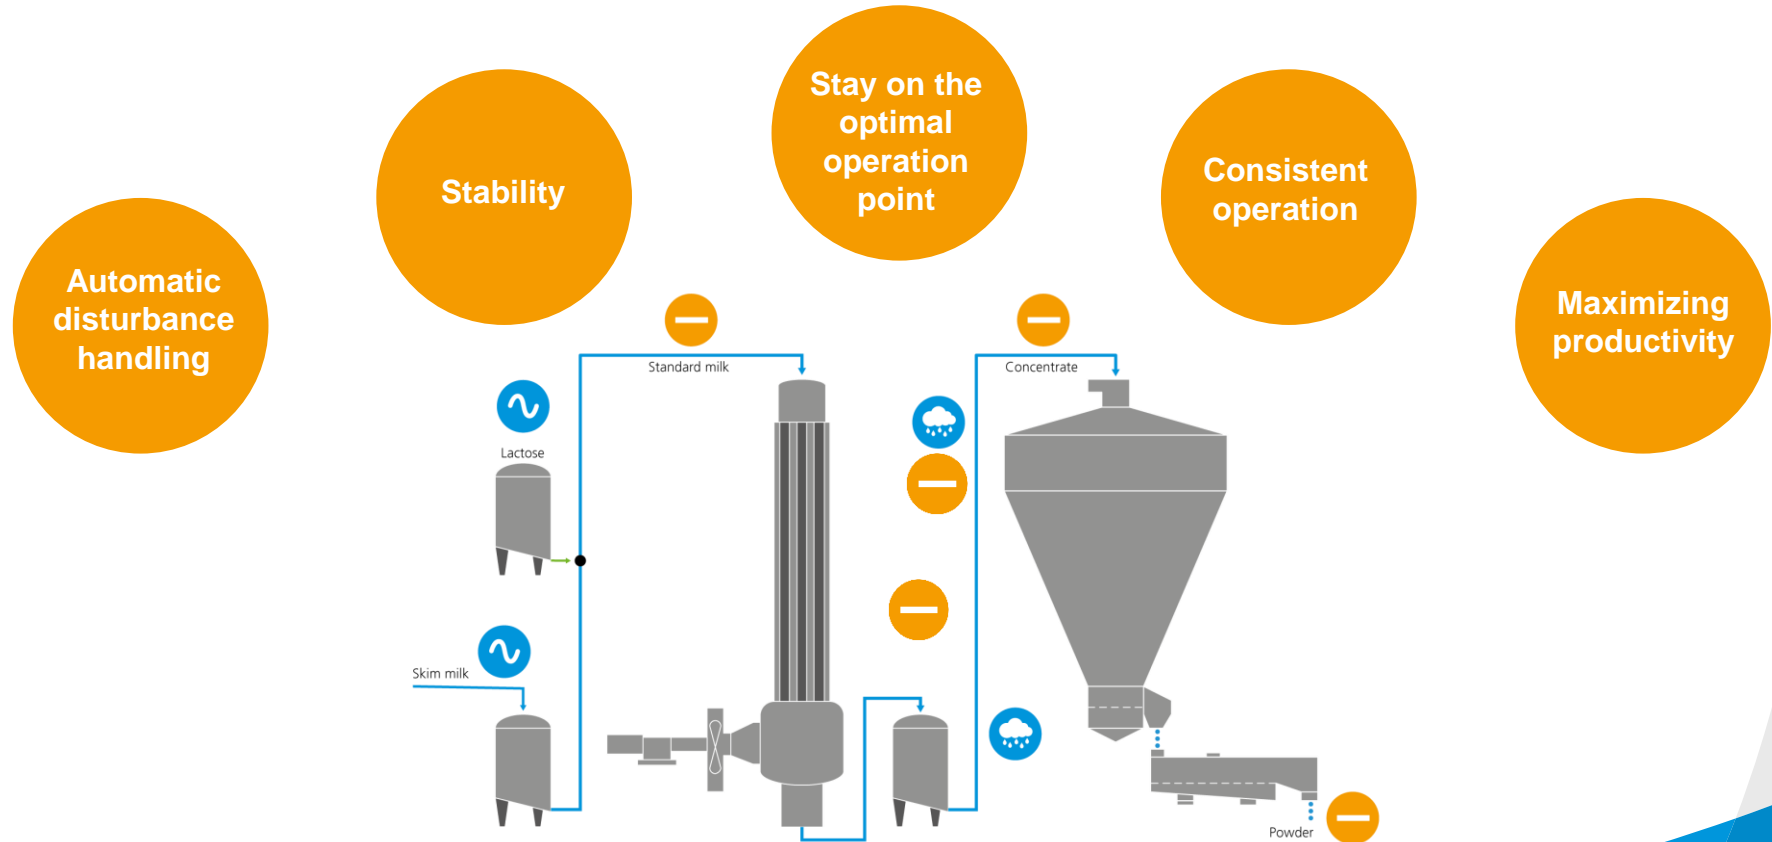 Stay on the
optimal
operation
point
Stability
Consistent
operation
Automatic
disturbance
handling
Maximizing
productivity
Standard milk
Concentrate
Lactose
Skim milk
Powder